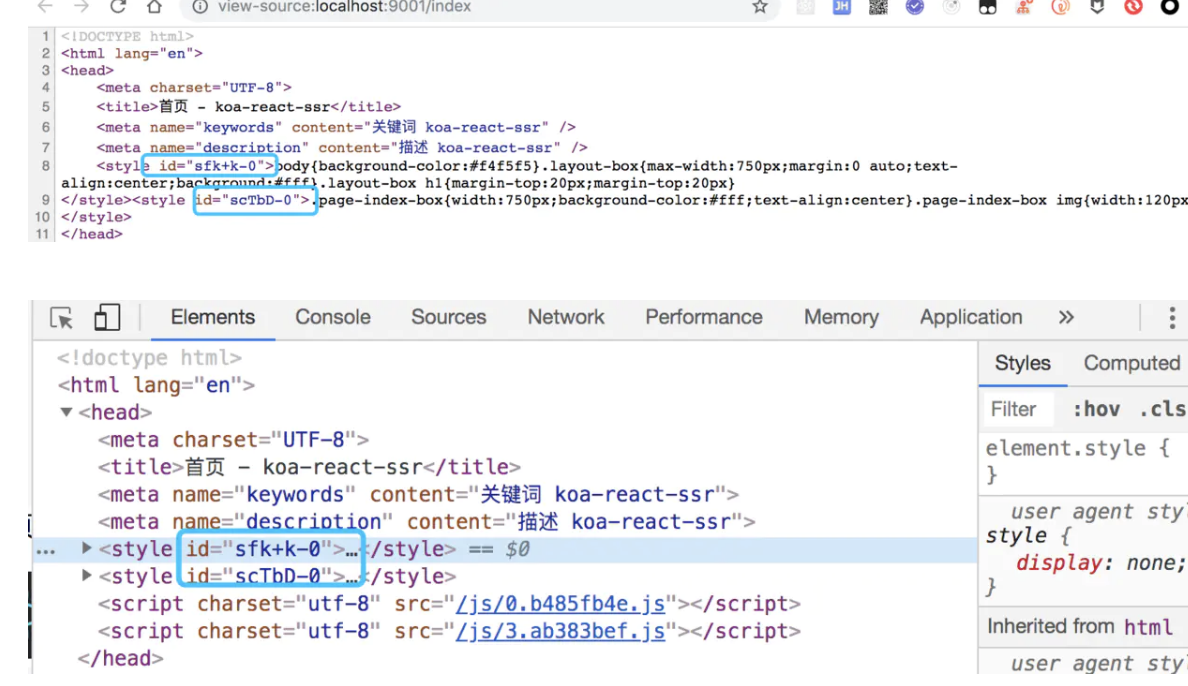 view-source:localhost:9001/index
JH
1 <!DOCTYPE html>
2 <html lang="en">
3 <head>
4 <meta charset="UTF-8">
5 <title>首页 - koa-react-ssr</title>
6 <meta name="keywords" content="关键词 koa-react-ssr" />
7 <meta name="description" content="描述 koa-react-ssr" />
8 <style id="sfk+k-0">body{background-color:#f4f5f5}.layout-box{max-width:750px;margin:0 auto;text-
align:center;background:#fff}.layout-box h1{margin-top:20px;margin-top:20px}
9 </style><style id="scTbD-0">.page-index-box{width:750px;background-color:#fff;text-align:center}.page-index-box img{width:120px
10 </style>
11 </head>
Elements Console Sources Network Performance Memory Application »
<!doctype html>
<html lang="en">
▼<head>
<meta charset="UTF-8">
<title>首页 – koa-react-ssr</title>
<meta name="keywords" content="关键词 koa-react-ssr">
<meta name="description" content="描述 koa-react-ssr">
... ▶<style id="sfk+k-0">…</style> == $0
▶<style id="scTbD-0">…</style>
<script charset="utf-8" src="/js/0.b485fb4e.js"></script>
<script charset="utf-8" src="/js/3.ab383bef.js"></script>
</head>
Styles Computed
Filter :hov .cls
element.style {
}
user agent styl
style {
display: none;
}
Inherited from html
user agent styl